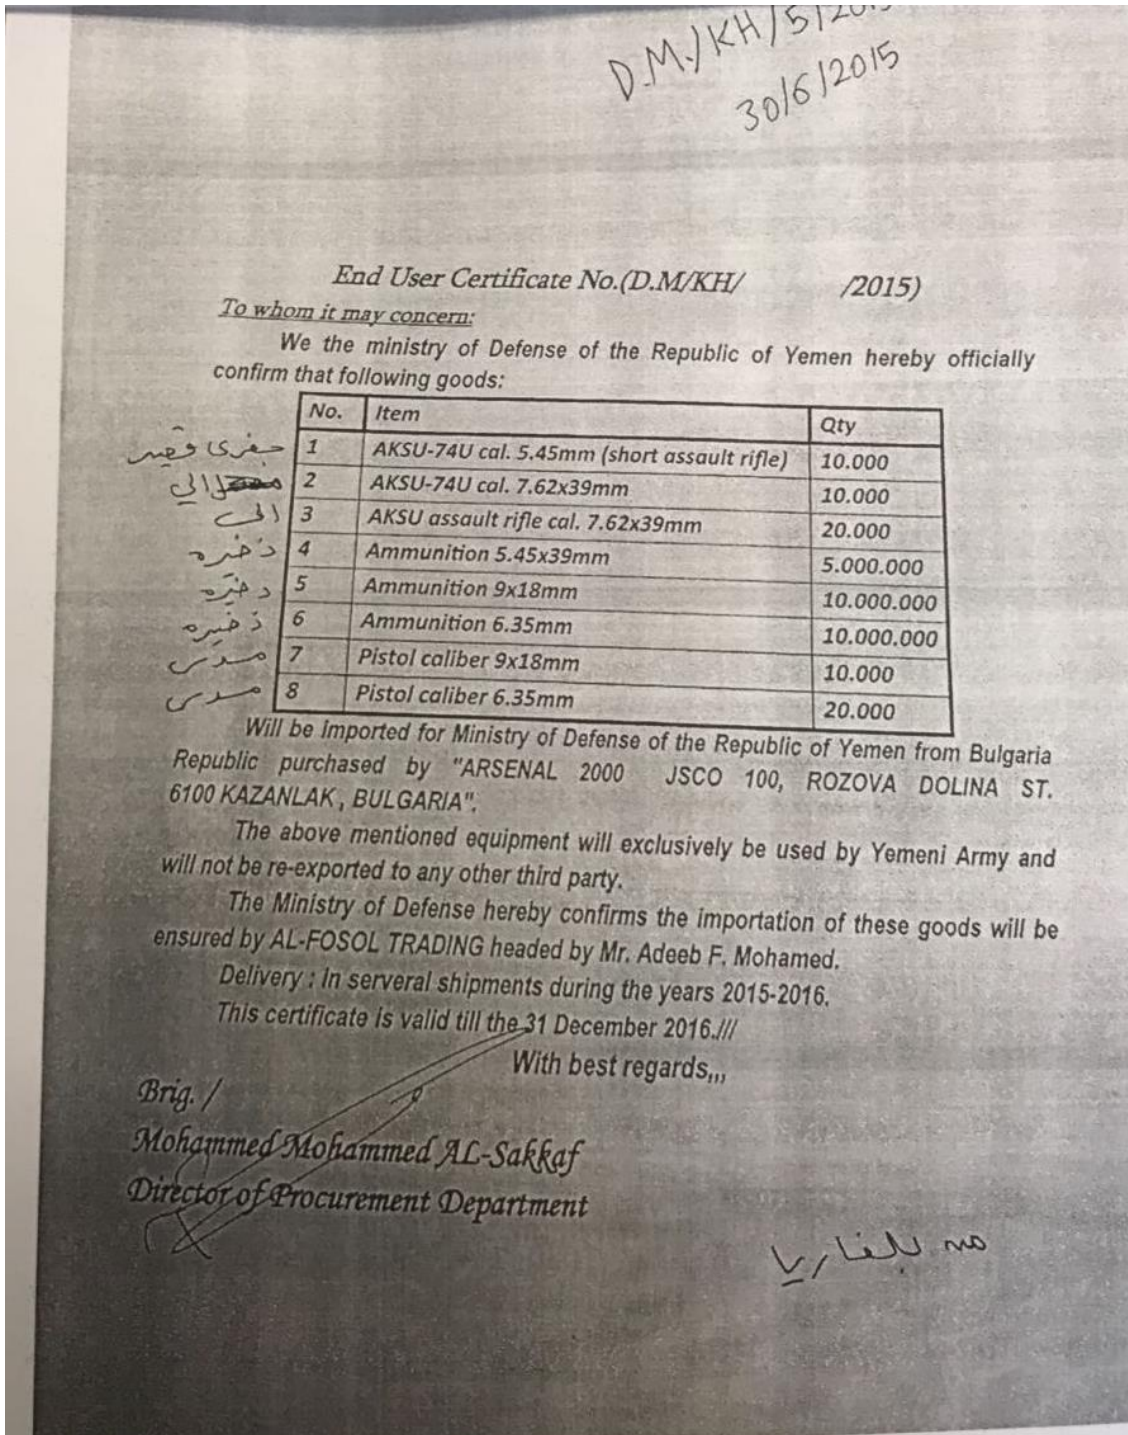 D.M./KH/5/2015
30/6/2015
End User Certificate No.(D.M/KH/ /2015)
To whom it may concern:
We the ministry of Defense of the Republic of Yemen hereby officially
confirm that following goods:
No. Item Qty
جفري قصير 1 AKSU-74U cal. 5.45mm (short assault rifle) 10.000
الي 2 AKSU-74U cal. 7.62x39mm 10.000
الي 3 AKSU assault rifle cal. 7.62x39mm 20.000
ذخره 4 Ammunition 5.45x39mm 5.000.000
ذخيره 5 Ammunition 9x18mm 10.000.000
ذخيره 6 Ammunition 6.35mm 10.000.000
مسدس 7 Pistol caliber 9x18mm 10.000
مسدس 8 Pistol caliber 6.35mm 20.000
Will be imported for Ministry of Defense of the Republic of Yemen from Bulgaria
Republic purchased by "ARSENAL 2000 JSCO 100, ROZOVA DOLINA ST.
6100 KAZANLAK, BULGARIA".
The above mentioned equipment will exclusively be used by Yemeni Army and
will not be re-exported to any other third party.
The Ministry of Defense hereby confirms the importation of these goods will be
ensured by AL-FOSOL TRADING headed by Mr. Adeeb F. Mohamed.
Delivery : In serveral shipments during the years 2015-2016.
This certificate is valid till the 31 December 2016.///
With best regards,,,
Brig. /
Mohammed Mohammed AL-Sakkaf
Director of Procurement Department
من بلغاريا